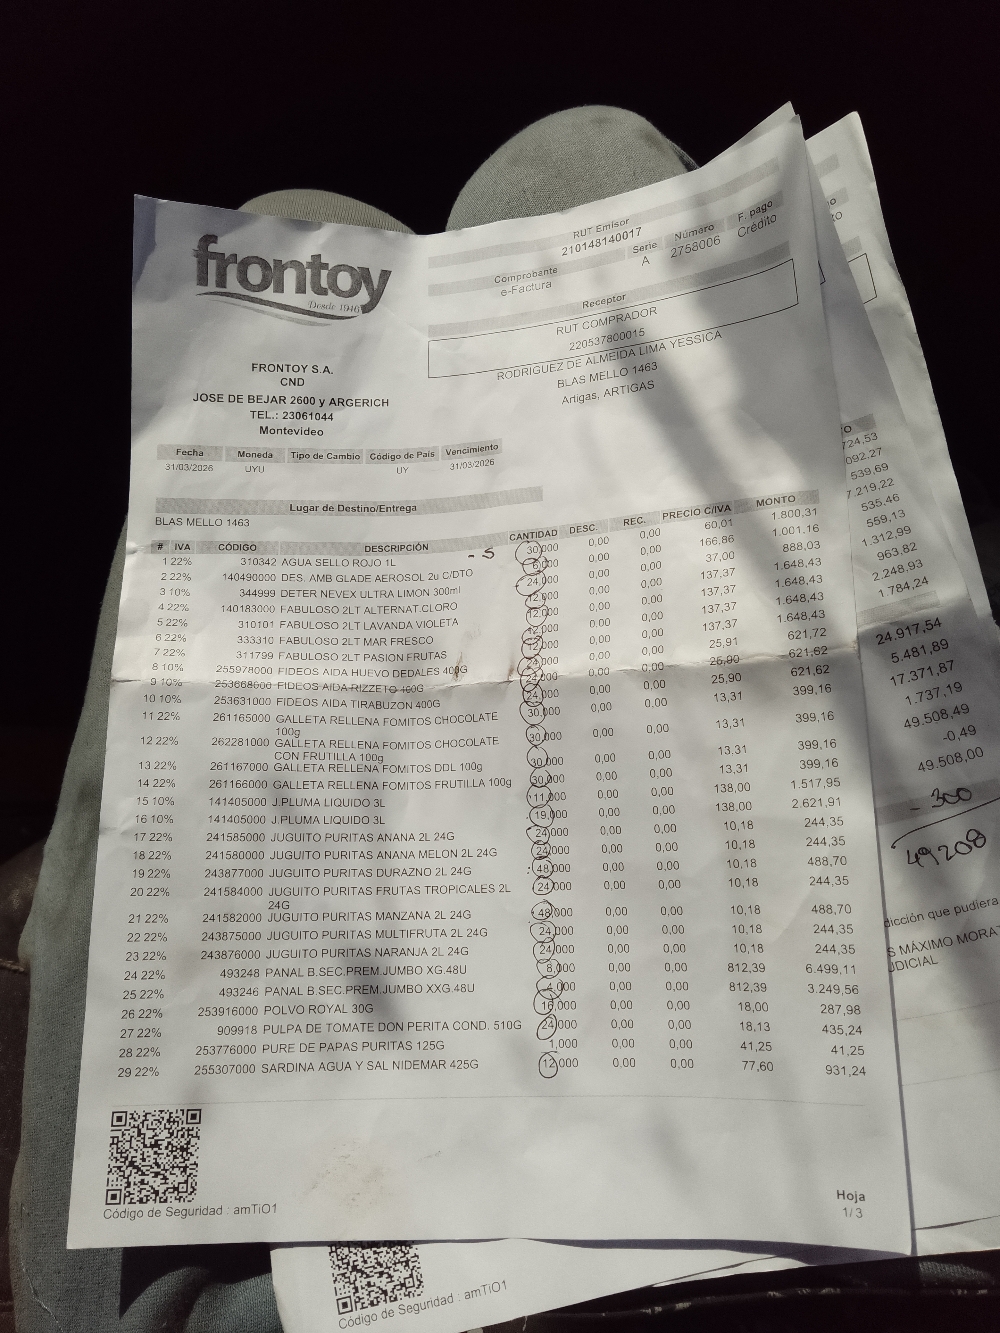 frontoy
Desde 1946
RUT Emisor
210148140017
Comprobante Serie Número F. pago
e-Factura A 2758006 Crédito
Receptor
RUT COMPRADOR
220537800015
RODRIGUEZ DE ALMEIDA LIMA YESSICA
BLAS MELLO 1463
Artigas, ARTIGAS
FRONTOY S.A.
CND
JOSE DE BEJAR 2600 y ARGERICH
TEL.: 23061044
Montevideo
Fecha Moneda Tipo de Cambio Código de País Vencimiento
31/03/2026 UYU UY 31/03/2026
Lugar de Destino/Entrega
BLAS MELLO 1463
# IVA CÓDIGO DESCRIPCIÓN CANTIDAD DESC. REC. PRECIO C/IVA MONTO
1 22% 310342 AGUA SELLO ROJO 1L - 5 30,000 0,00 0,00 60,01 1.800,31
2 22% 140490000 DES. AMB GLADE AEROSOL 2u C/DTO 6,000 0,00 0,00 166,86 1.001,16
3 10% 344999 DETER NEVEX ULTRA LIMON 300ml 24,000 0,00 0,00 37,00 888,03
4 22% 140183000 FABULOSO 2LT ALTERNAT.CLORO 12,000 0,00 0,00 137,37 1.648,43
5 22% 310101 FABULOSO 2LT LAVANDA VIOLETA 12,000 0,00 0,00 137,37 1.648,43
6 22% 333310 FABULOSO 2LT MAR FRESCO 12,000 0,00 0,00 137,37 1.648,43
7 22% 311799 FABULOSO 2LT PASION FRUTAS 12,000 0,00 0,00 137,37 1.648,43
8 10% 255978000 FIDEOS AIDA HUEVO DEDALES 400g 24,000 0,00 0,00 25,91 621,72
9 10% 253668000 FIDEOS AIDA RIZZETO 400G 24,000 0,00 0,00 25,90 621,62
10 10% 253631000 FIDEOS AIDA TIRABUZON 400G 24,000 0,00 0,00 25,90 621,62
11 22% 261165000 GALLETA RELLENA FOMITOS CHOCOLATE 30,000 0,00 0,00 13,31 399,16
100g
12 22% 262281000 GALLETA RELLENA FOMITOS CHOCOLATE 30,000 0,00 0,00 13,31 399,16
CON FRUTILLA 100g
13 22% 261167000 GALLETA RELLENA FOMITOS DDL 100g 30,000 0,00 0,00 13,31 399,16
14 22% 261166000 GALLETA RELLENA FOMITOS FRUTILLA 100g 30,000 0,00 0,00 13,31 399,16
15 10% 141405000 J.PLUMA LIQUIDO 3L 11,000 0,00 0,00 138,00 1.517,95
16 10% 141405000 J.PLUMA LIQUIDO 3L 19,000 0,00 0,00 138,00 2.621,91
17 22% 241585000 JUGUITO PURITAS ANANA 2L 24G 24,000 0,00 0,00 10,18 244,35
18 22% 241580000 JUGUITO PURITAS ANANA MELON 2L 24G 24,000 0,00 0,00 10,18 244,35
19 22% 243877000 JUGUITO PURITAS DURAZNO 2L 24G 48,000 0,00 0,00 10,18 488,70
20 22% 241584000 JUGUITO PURITAS FRUTAS TROPICALES 2L 24,000 0,00 0,00 10,18 244,35
24G
21 22% 241582000 JUGUITO PURITAS MANZANA 2L 24G 48,000 0,00 0,00 10,18 488,70
22 22% 243875000 JUGUITO PURITAS MULTIFRUTA 2L 24G 24,000 0,00 0,00 10,18 244,35
23 22% 243876000 JUGUITO PURITAS NARANJA 2L 24G 24,000 0,00 0,00 10,18 244,35
24 22% 493248 PANAL B.SEC.PREM.JUMBO XG.48U 8,000 0,00 0,00 812,39 6.499,11
25 22% 493246 PANAL B.SEC.PREM.JUMBO XXG.48U 4,000 0,00 0,00 812,39 3.249,56
26 22% 253916000 POLVO ROYAL 30G 16,000 0,00 0,00 18,00 287,98
27 22% 909918 PULPA DE TOMATE DON PERITA COND. 510G 24,000 0,00 0,00 18,13 435,24
28 22% 253776000 PURE DE PAPAS PURITAS 125G 1,000 0,00 0,00 41,25 41,25
29 22% 255307000 SARDINA AGUA Y SAL NIDEMAR 425G 12,000 0,00 0,00 77,60 931,24
Código de Seguridad : amTiO1
Hoja
1/ 3
724,53
092,27
539,69
7.219,22
535,46
559,13
1.312,99
963,82
2.248,93
1.784,24
24.917,54
5.481,89
17.371,87
1.737,19
49.508,49
-0,49
49.508,00
- 300
49208
dicción que pudiera
S MÁXIMO MORAT
JDICIAL
Código de Seguridad : amTiO1